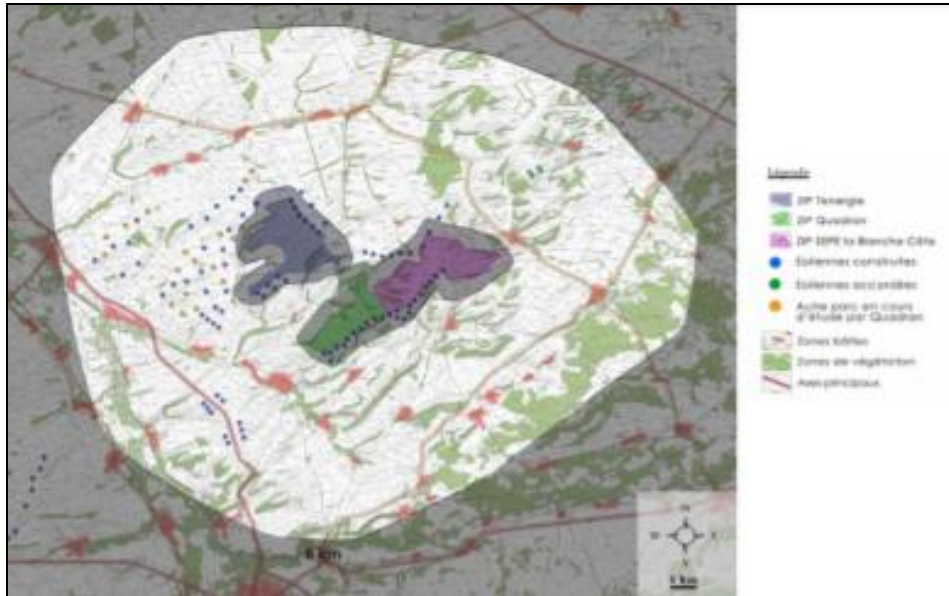 Légende
ZIP Tenergie
ZIP Quadran
ZIP SEPE la Blanche Côte
Eoliennes construites
Eoliennes accordées
Autre parc en cours
d'étude par Quadran
Zones bâties
Zones de végétation
Axes principaux
6 km
1 km